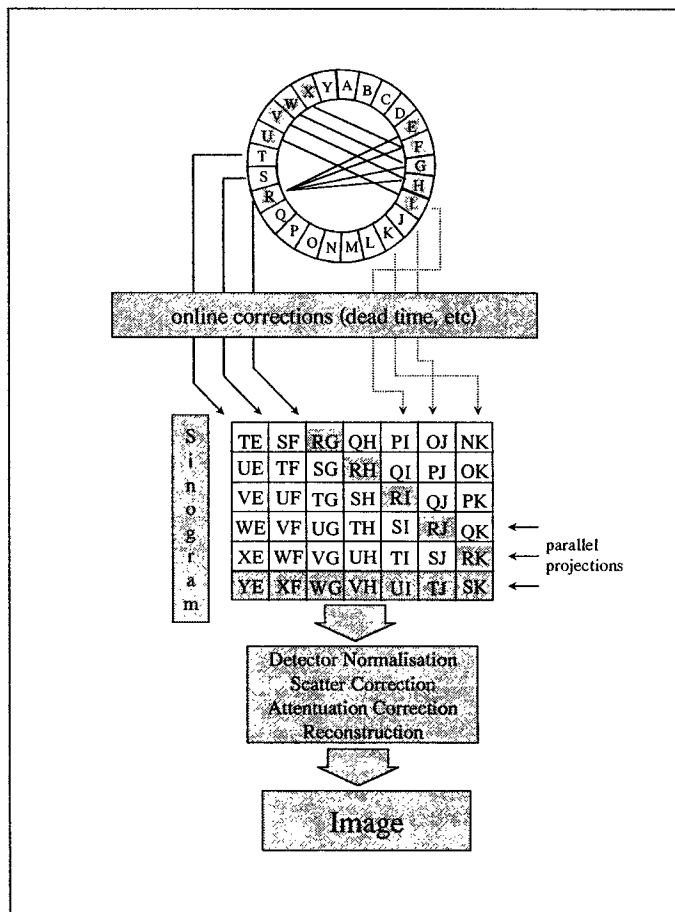 A
B
C
D
E
F
G
H
I
J
K
L
M
N
O
P
Q
R
S
T
U
V
W
X
Y
online corrections (dead time, etc)
Sinogram
TE SF RG QH PI OJ NK
UE TF SG RH QI PJ OK
VE UF TG SH RI QJ PK
WE VF UG TH SI RJ QK
XE WF VG UH TI SJ RK
YE XF WG VH UI TJ SK
parallel
projections
Detector Normalisation
Scatter Correction
Attentuation Correction
Reconstruction
Image